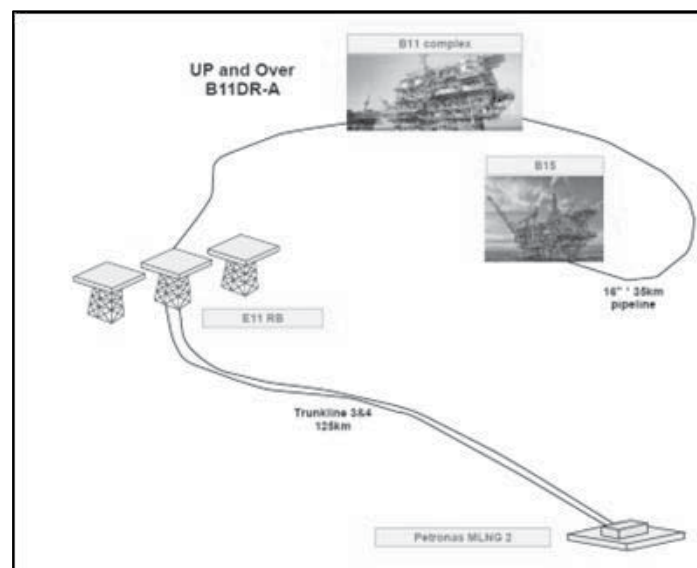 B11 complex
UP and Over
B11DR-A
B15
16" * 35km
pipeline
E11 RB
Trunkline 3&4
125km
Petronas MLNG 2